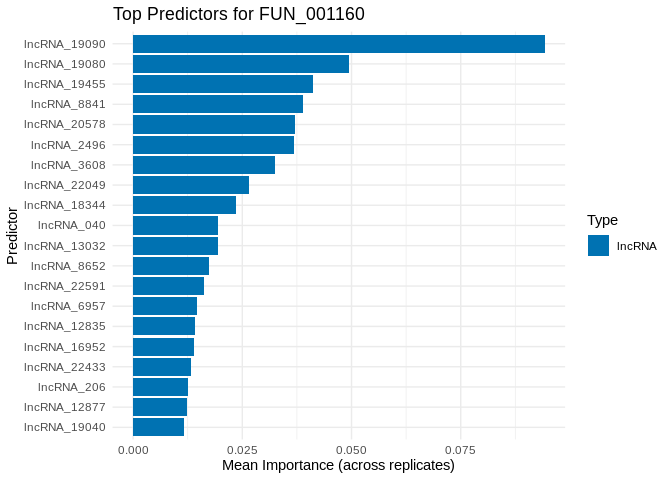 Top Predictors for FUN_001160
Predictor
lncRNA_19090
lncRNA_19080
lncRNA_19455
lncRNA_8841
lncRNA_20578
lncRNA_2496
lncRNA_3608
lncRNA_22049
lncRNA_18344
lncRNA_040
lncRNA_13032
lncRNA_8652
lncRNA_22591
lncRNA_6957
lncRNA_12835
lncRNA_16952
lncRNA_22433
lncRNA_206
lncRNA_12877
lncRNA_19040
0.000 0.025 0.050 0.075
Mean Importance (across replicates)
Type
lncRNA